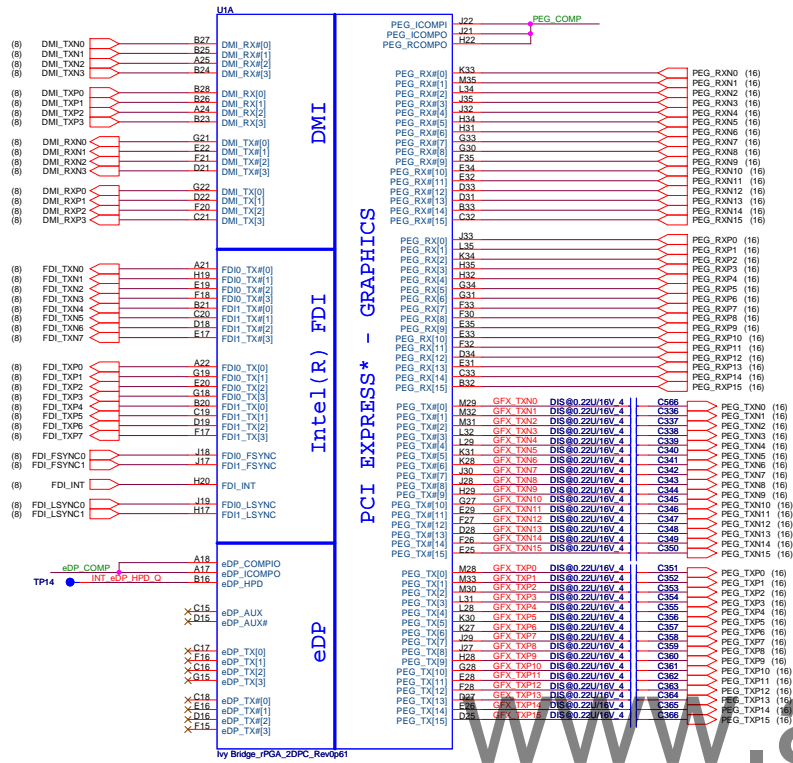 U1A
PEG_ICOMPI J22 PEG_COMP
PEG_ICOMPO J21
PEG_RCOMPO H22
(8) DMI_TXN0 B27 DMI_RX#[0]
(8) DMI_TXN1 B25 DMI_RX#[1]
(8) DMI_TXN2 A25 DMI_RX#[2]
(8) DMI_TXN3 B24 DMI_RX#[3]
(8) DMI_TXP0 B28 DMI_RX[0]
(8) DMI_TXP1 B26 DMI_RX[1]
(8) DMI_TXP2 A24 DMI_RX[2]
(8) DMI_TXP3 B23 DMI_RX[3]
(8) DMI_RXN0 G21 DMI_TX#[0]
(8) DMI_RXN1 E22 DMI_TX#[1]
(8) DMI_RXN2 F21 DMI_TX#[2]
(8) DMI_RXN3 D21 DMI_TX#[3]
(8) DMI_RXP0 G22 DMI_TX[0]
(8) DMI_RXP1 D22 DMI_TX[1]
(8) DMI_RXP2 F20 DMI_TX[2]
(8) DMI_RXP3 C21 DMI_TX[3]
DMI
(8) FDI_TXN0 A21 FDI0_TX#[0]
(8) FDI_TXN1 H19 FDI0_TX#[1]
(8) FDI_TXN2 E19 FDI0_TX#[2]
(8) FDI_TXN3 F18 FDI0_TX#[3]
(8) FDI_TXN4 B21 FDI1_TX#[0]
(8) FDI_TXN5 C20 FDI1_TX#[1]
(8) FDI_TXN6 D18 FDI1_TX#[2]
(8) FDI_TXN7 E17 FDI1_TX#[3]
(8) FDI_TXP0 A22 FDI0_TX[0]
(8) FDI_TXP1 G19 FDI0_TX[1]
(8) FDI_TXP2 E20 FDI0_TX[2]
(8) FDI_TXP3 G18 FDI0_TX[3]
(8) FDI_TXP4 B20 FDI1_TX[0]
(8) FDI_TXP5 C19 FDI1_TX[1]
(8) FDI_TXP6 D19 FDI1_TX[2]
(8) FDI_TXP7 F17 FDI1_TX[3]
(8) FDI_FSYNC0 J18 FDI0_FSYNC
(8) FDI_FSYNC1 J17 FDI1_FSYNC
(8) FDI_INT H20 FDI_INT
(8) FDI_LSYNC0 J19 FDI0_LSYNC
(8) FDI_LSYNC1 H17 FDI1_LSYNC
Intel(R) FDI
eDP_COMP A18 eDP_COMPIO
A17 eDP_ICOMPO
TP14 INT_eDP_HPD_Q B16 eDP_HPD
C15 eDP_AUX
D15 eDP_AUX#
C17 eDP_TX[0]
F16 eDP_TX[1]
C16 eDP_TX[2]
G15 eDP_TX[3]
C18 eDP_TX#[0]
E16 eDP_TX#[1]
D16 eDP_TX#[2]
F15 eDP_TX#[3]
eDP
PCI EXPRESS* - GRAPHICS
PEG_RX#[0] K33 PEG_RXN0 (16)
PEG_RX#[1] M35 PEG_RXN1 (16)
PEG_RX#[2] L34 PEG_RXN2 (16)
PEG_RX#[3] J35 PEG_RXN3 (16)
PEG_RX#[4] J32 PEG_RXN4 (16)
PEG_RX#[5] H34 PEG_RXN5 (16)
PEG_RX#[6] H31 PEG_RXN6 (16)
PEG_RX#[7] G33 PEG_RXN7 (16)
PEG_RX#[8] G30 PEG_RXN8 (16)
PEG_RX#[9] F35 PEG_RXN9 (16)
PEG_RX#[10] E34 PEG_RXN10 (16)
PEG_RX#[11] E32 PEG_RXN11 (16)
PEG_RX#[12] D33 PEG_RXN12 (16)
PEG_RX#[13] D31 PEG_RXN13 (16)
PEG_RX#[14] B33 PEG_RXN14 (16)
PEG_RX#[15] C32 PEG_RXN15 (16)
PEG_RX[0] J33 PEG_RXP0 (16)
PEG_RX[1] L35 PEG_RXP1 (16)
PEG_RX[2] K34 PEG_RXP2 (16)
PEG_RX[3] H35 PEG_RXP3 (16)
PEG_RX[4] H32 PEG_RXP4 (16)
PEG_RX[5] G34 PEG_RXP5 (16)
PEG_RX[6] G31 PEG_RXP6 (16)
PEG_RX[7] F33 PEG_RXP7 (16)
PEG_RX[8] F30 PEG_RXP8 (16)
PEG_RX[9] E35 PEG_RXP9 (16)
PEG_RX[10] E33 PEG_RXP10 (16)
PEG_RX[11] F32 PEG_RXP11 (16)
PEG_RX[12] D34 PEG_RXP12 (16)
PEG_RX[13] E31 PEG_RXP13 (16)
PEG_RX[14] C33 PEG_RXP14 (16)
PEG_RX[15] B32 PEG_RXP15 (16)
PEG_TX#[0] M29 GFX_TXN0 DIS@0.22U/16V_4 C566 PEG_TXN0 (16)
PEG_TX#[1] M32 GFX_TXN1 DIS@0.22U/16V_4 C336 PEG_TXN1 (16)
PEG_TX#[2] M31 GFX_TXN2 DIS@0.22U/16V_4 C337 PEG_TXN2 (16)
PEG_TX#[3] L32 GFX_TXN3 DIS@0.22U/16V_4 C338 PEG_TXN3 (16)
PEG_TX#[4] L29 GFX_TXN4 DIS@0.22U/16V_4 C339 PEG_TXN4 (16)
PEG_TX#[5] K31 GFX_TXN5 DIS@0.22U/16V_4 C340 PEG_TXN5 (16)
PEG_TX#[6] K28 GFX_TXN6 DIS@0.22U/16V_4 C341 PEG_TXN6 (16)
PEG_TX#[7] J30 GFX_TXN7 DIS@0.22U/16V_4 C342 PEG_TXN7 (16)
PEG_TX#[8] J28 GFX_TXN8 DIS@0.22U/16V_4 C343 PEG_TXN8 (16)
PEG_TX#[9] H29 GFX_TXN9 DIS@0.22U/16V_4 C344 PEG_TXN9 (16)
PEG_TX#[10] G27 GFX_TXN10 DIS@0.22U/16V_4 C345 PEG_TXN10 (16)
PEG_TX#[11] E29 GFX_TXN11 DIS@0.22U/16V_4 C346 PEG_TXN11 (16)
PEG_TX#[12] F27 GFX_TXN12 DIS@0.22U/16V_4 C347 PEG_TXN12 (16)
PEG_TX#[13] D28 GFX_TXN13 DIS@0.22U/16V_4 C348 PEG_TXN13 (16)
PEG_TX#[14] F26 GFX_TXN14 DIS@0.22U/16V_4 C349 PEG_TXN14 (16)
PEG_TX#[15] E25 GFX_TXN15 DIS@0.22U/16V_4 C350 PEG_TXN15 (16)
PEG_TX[0] M28 GFX_TXP0 DIS@0.22U/16V_4 C351 PEG_TXP0 (16)
PEG_TX[1] M33 GFX_TXP1 DIS@0.22U/16V_4 C352 PEG_TXP1 (16)
PEG_TX[2] M30 GFX_TXP2 DIS@0.22U/16V_4 C353 PEG_TXP2 (16)
PEG_TX[3] L31 GFX_TXP3 DIS@0.22U/16V_4 C354 PEG_TXP3 (16)
PEG_TX[4] L28 GFX_TXP4 DIS@0.22U/16V_4 C355 PEG_TXP4 (16)
PEG_TX[5] K30 GFX_TXP5 DIS@0.22U/16V_4 C356 PEG_TXP5 (16)
PEG_TX[6] K27 GFX_TXP6 DIS@0.22U/16V_4 C357 PEG_TXP6 (16)
PEG_TX[7] J29 GFX_TXP7 DIS@0.22U/16V_4 C358 PEG_TXP7 (16)
PEG_TX[8] J27 GFX_TXP8 DIS@0.22U/16V_4 C359 PEG_TXP8 (16)
PEG_TX[9] H28 GFX_TXP9 DIS@0.22U/16V_4 C360 PEG_TXP9 (16)
PEG_TX[10] G28 GFX_TXP10 DIS@0.22U/16V_4 C361 PEG_TXP10 (16)
PEG_TX[11] E28 GFX_TXP11 DIS@0.22U/16V_4 C362 PEG_TXP11 (16)
PEG_TX[12] F28 GFX_TXP12 DIS@0.22U/16V_4 C363 PEG_TXP12 (16)
PEG_TX[13] D27 GFX_TXP13 DIS@0.22U/16V_4 C364 PEG_TXP13 (16)
PEG_TX[14] E26 GFX_TXP14 DIS@0.22U/16V_4 C365 PEG_TXP14 (16)
PEG_TX[15] D25 GFX_TXP15 DIS@0.22U/16V_4 C366 PEG_TXP15 (16)
Ivy Bridge_rPGA_2DPC_Rev0p61
www.